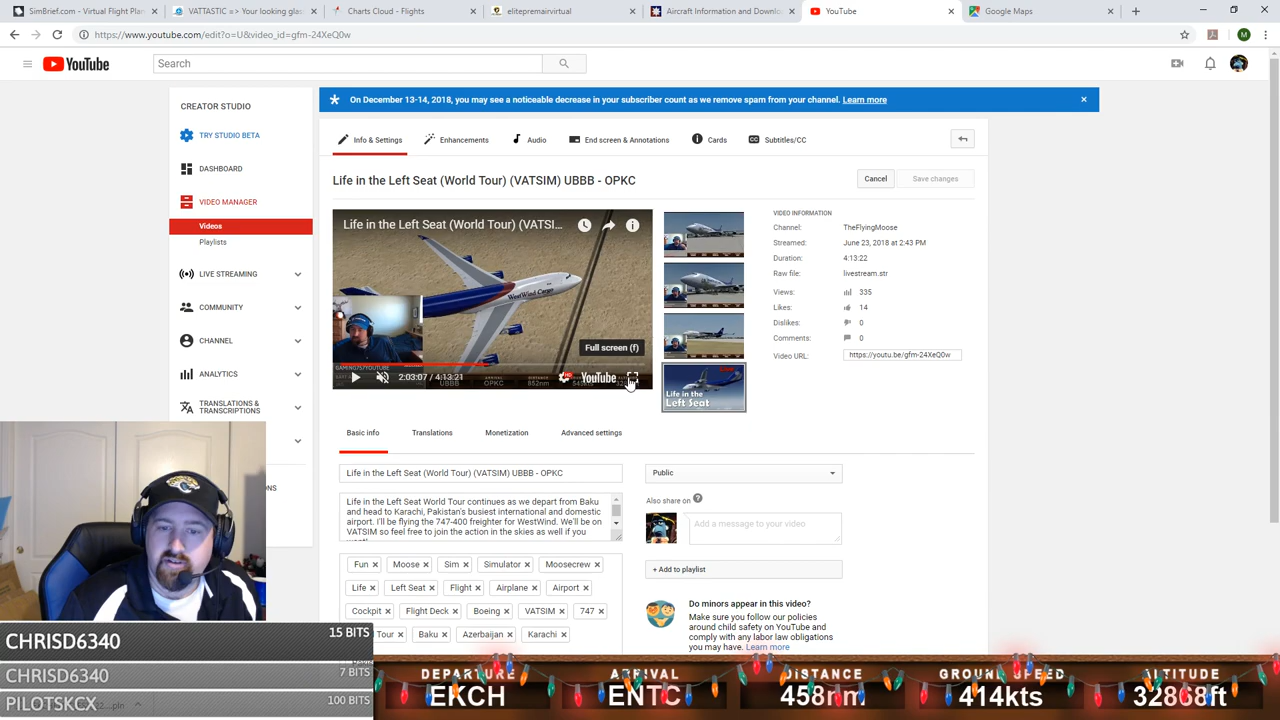 SimBrief.com - Virtual Flight Plan
VATTASTIC => Your looking glas
Charts Cloud - Flights
elitepremairvirtual
Aircraft Information and Downlo
YouTube
Google Maps
https://www.youtube.com/edit?o=U&video_id=gfm-24XeQ0w
M
YouTube
Search
CREATOR STUDIO
TRY STUDIO BETA
DASHBOARD
VIDEO MANAGER
Videos
Playlists
LIVE STREAMING
COMMUNITY
CHANNEL
ANALYTICS
TRANSLATIONS &
TRANSCRIPTIONS
NS
On December 13-14, 2018, you may see a noticeable decrease in your subscriber count as we remove spam from your channel. Learn more
Info & Settings
Enhancements
Audio
End screen & Annotations
Cards
CC Subtitles/CC
Life in the Left Seat (World Tour) (VATSIM) UBBB - OPKC
Cancel
Save changes
Life in the Left Seat (World Tour) (VATSI...
WestWind Cargo
Full screen (f)
2:03:07 / 4:13:21
HD
YouTube
UBBB
OPKC
852nm
Live
Life in the
Left Seat
VIDEO INFORMATION
Channel: TheFlyingMoose
Streamed: June 23, 2018 at 2:43 PM
Duration: 4:13:22
Raw file: livestream.str
Views: 335
Likes: 14
Dislikes: 0
Comments: 0
Video URL: https://youtu.be/gfm-24XeQ0w
Basic info
Translations
Monetization
Advanced settings
Life in the Left Seat (World Tour) (VATSIM) UBBB - OPKC
Life in the Left Seat World Tour continues as we depart from Baku
and head to Karachi, Pakistan's busiest international and domestic
airport. I'll be flying the 747-400 freighter for WestWind. We'll be on
VATSIM so feel free to join the action in the skies as well if you
Fun × Moose × Sim × Simulator × Moosecrew ×
Life × Left Seat × Flight × Airplane × Airport ×
Cockpit × Flight Deck × Boeing × VATSIM × 747 ×
Tour × Baku × Azerbaijan × Karachi ×
Public
Also share on ?
Add a message to your video
+ Add to playlist
Do minors appear in this video?
Make sure you follow our policies
around child safety on YouTube and
comply with any labor law obligations
you may have. Learn more
CHRISD6340 15 BITS
CHRISD6340 7 BITS
PILOTSKCX 100 BITS
DEPARTURE
EKCH
ARRIVAL
ENTC
DISTANCE
458nm
GROUND SPEED
414kts
ALTITUDE
32868ft